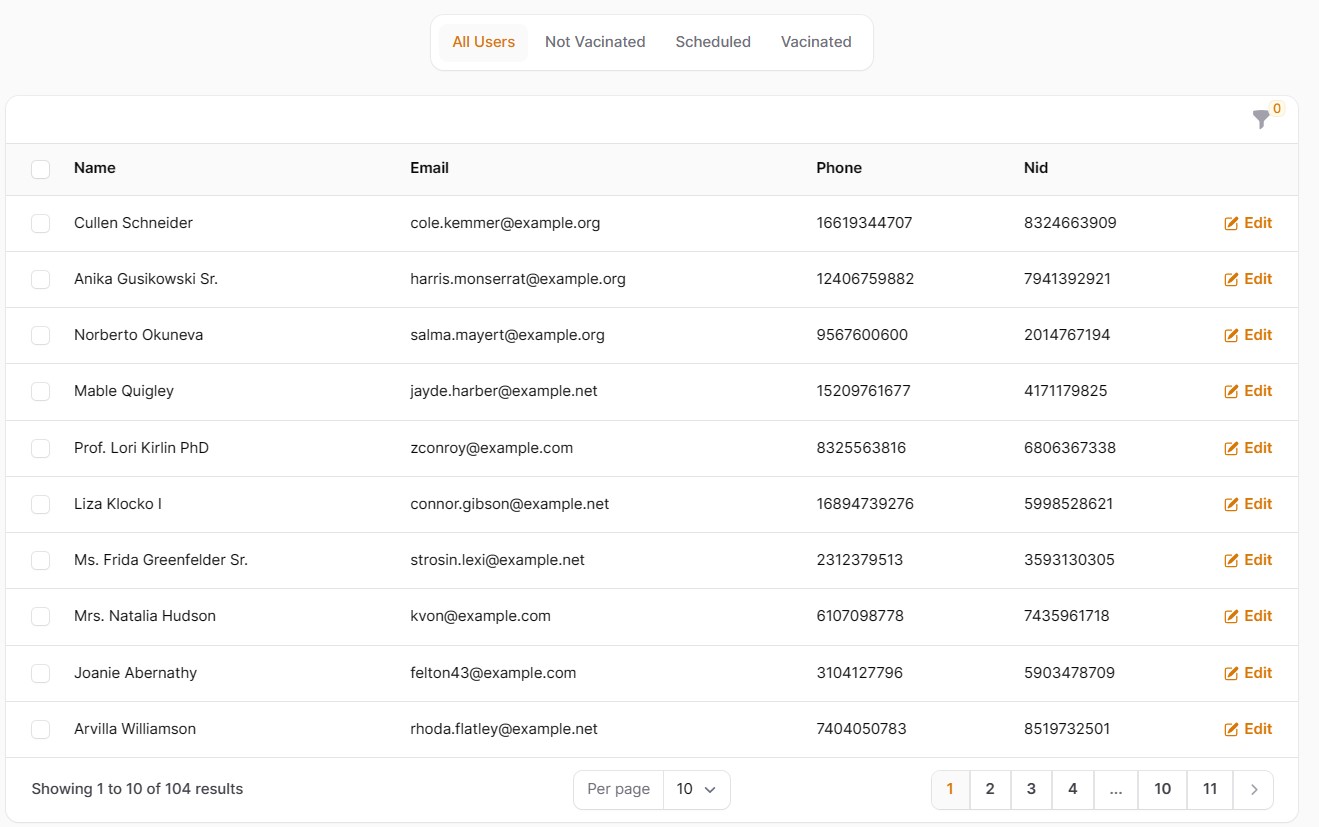 All Users Not Vacinated Scheduled Vacinated
0
Name Email Phone Nid
Cullen Schneider cole.kemmer@example.org 16619344707 8324663909 Edit
Anika Gusikowski Sr. harris.monserrat@example.org 12406759882 7941392921 Edit
Norberto Okuneva salma.mayert@example.org 9567600600 2014767194 Edit
Mable Quigley jayde.harber@example.net 15209761677 4171179825 Edit
Prof. Lori Kirlin PhD zconroy@example.com 8325563816 6806367338 Edit
Liza Klocko I connor.gibson@example.net 16894739276 5998528621 Edit
Ms. Frida Greenfelder Sr. strosin.lexi@example.net 2312379513 3593130305 Edit
Mrs. Natalia Hudson kvon@example.com 6107098778 7435961718 Edit
Joanie Abernathy felton43@example.com 3104127796 5903478709 Edit
Arvilla Williamson rhoda.flatley@example.net 7404050783 8519732501 Edit
Showing 1 to 10 of 104 results Per page 10 1 2 3 4 ... 10 11